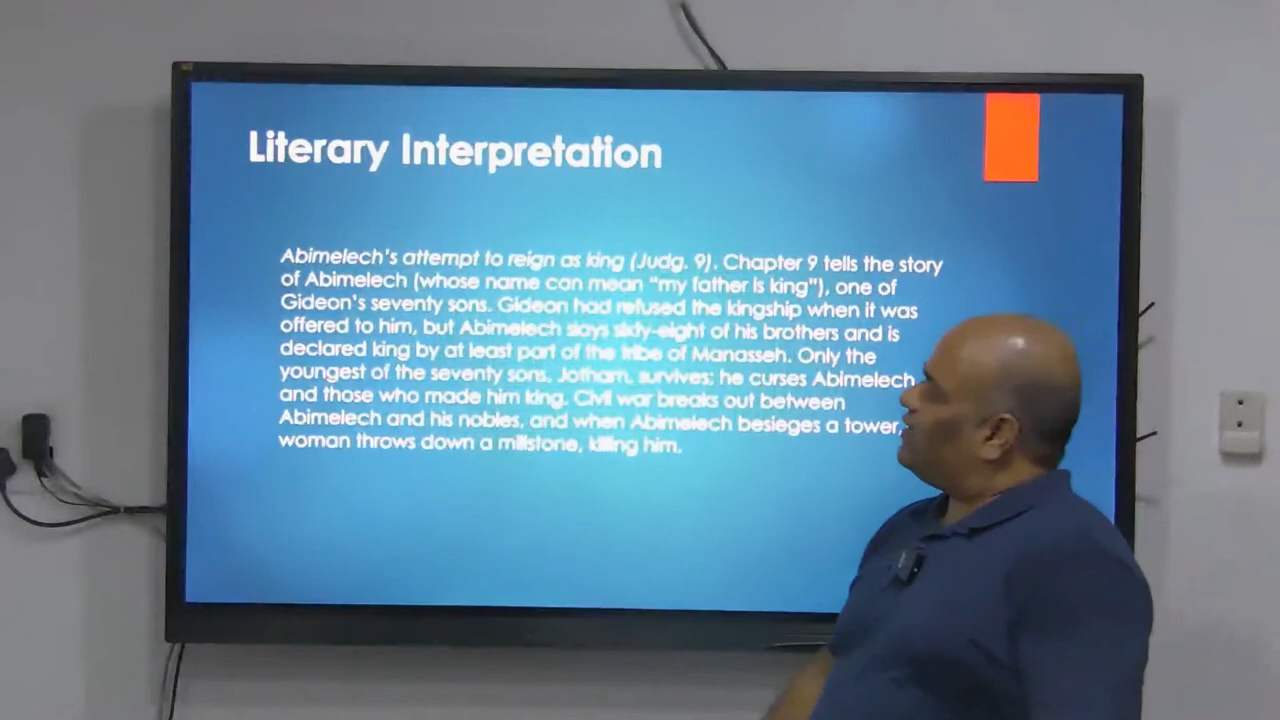 Literary Interpretation
Abimelech's attempt to reign as king (Judg. 9). Chapter 9 tells the story
of Abimelech (whose name can mean "my father is king"), one of
Gideon's seventy sons. Gideon had refused the kingship when it was
offered to him, but Abimelech slays sixty-eight of his brothers and is
declared king by at least part of the tribe of Manasseh. Only the
youngest of the seventy sons, Jotham, survives; he curses Abimelech
and those who made him king. Civil war breaks out between
Abimelech and his nobles, and when Abimelech besieges a tower,
woman throws down a millstone, killing him.